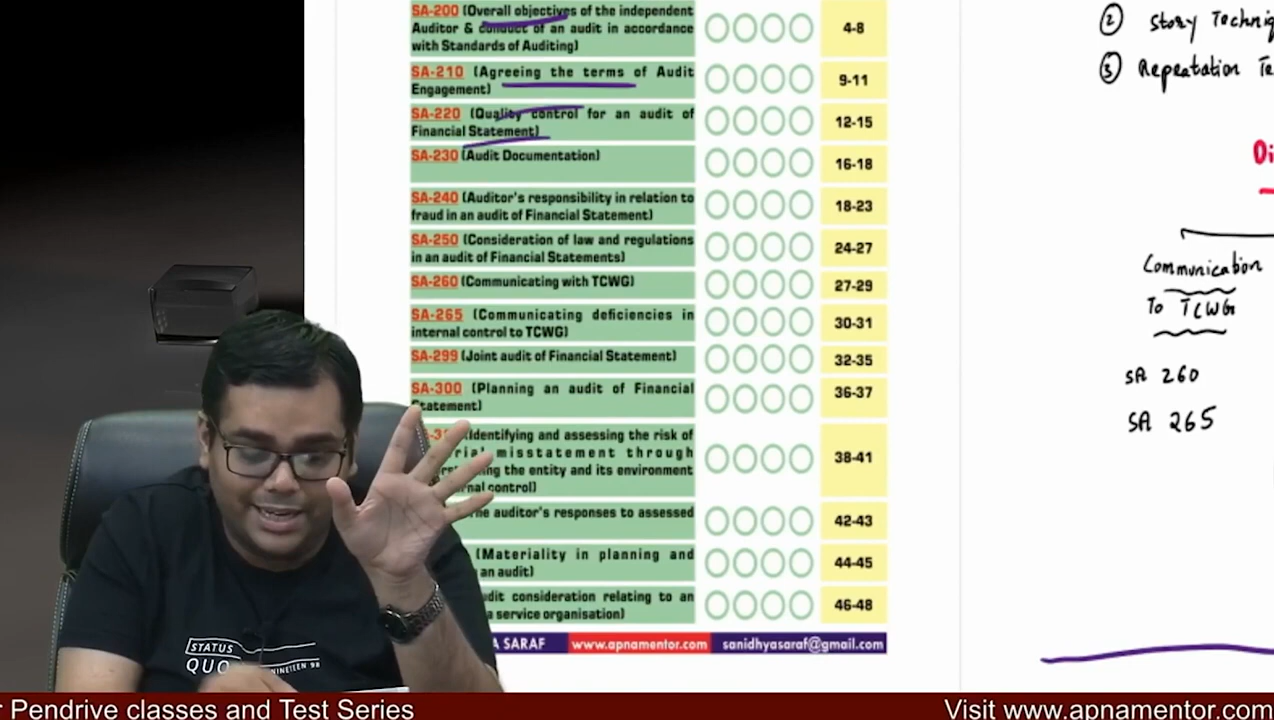 SA-200 (Overall objectives of the independent
Auditor & conduct of an audit in accordance
with Standards of Auditing)
4-8
SA-210 (Agreeing the terms of Audit
Engagement)
9-11
SA-220 (Quality control for an audit of
Financial Statement)
12-15
SA-230 (Audit Documentation)
16-18
SA-240 (Auditor's responsibility in relation to
fraud in an audit of Financial Statement)
18-23
SA-250 (Consideration of law and regulations
in an audit of Financial Statements)
24-27
SA-260 (Communicating with TCWG)
27-29
SA-265 (Communicating deficiencies in
internal control to TCWG)
30-31
SA-299 (Joint audit of Financial Statement)
32-35
SA-300 (Planning an audit of Financial
Statement)
36-37
Identifying and assessing the risk of
misstatement through
the entity and its environment
control)
38-41
auditor's responses to assessed
42-43
(Materiality in planning and
an audit)
44-45
consideration relating to an
a service organisation)
46-48
SARAF www.apnamentor.com sanidhyasaraf@gmail.com
② Story
③ Repeatation
Communication
To TCWG
SA 260
SA 265
STATUS
QUO
NINETEEN 98
Pendrive classes and Test Series
Visit www.apnamentor.com